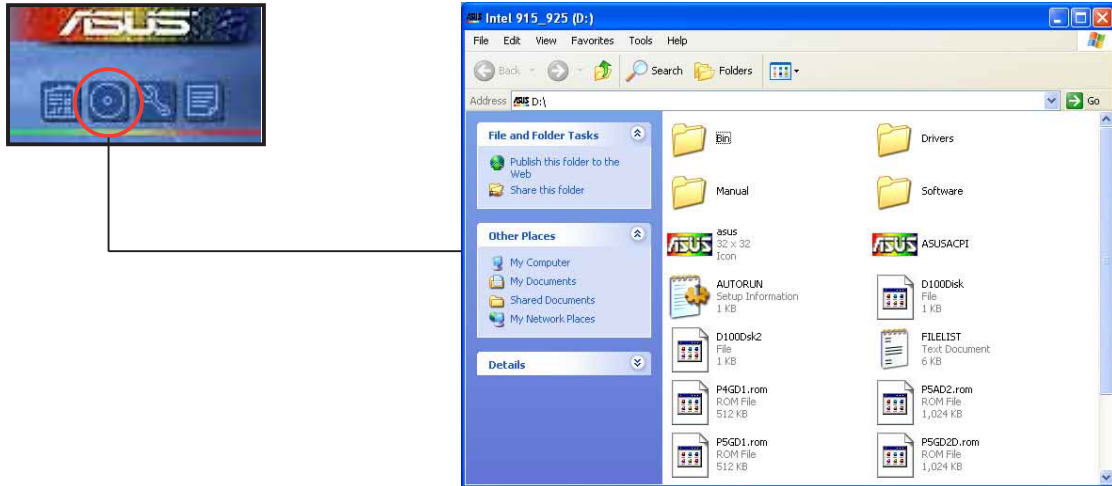 ASUS
Intel 915_925 (D:)
File Edit View Favorites Tools Help
Back Search Folders
Address D:\ Go
File and Folder Tasks
Publish this folder to the
Web
Share this folder
Other Places
My Computer
My Documents
Shared Documents
My Network Places
Details
Bin
Drivers
Manual
Software
ASUS
asus
32 x 32
Icon
ASUS
ASUSACPI
AUTORUN
Setup Information
1 KB
D100Disk
File
1 KB
D100Dsk2
File
1 KB
FILELIST
Text Document
6 KB
P4GD1.rom
ROM File
512 KB
P5AD2.rom
ROM File
1,024 KB
P5GD1.rom
ROM File
512 KB
P5GD2D.rom
ROM File
1,024 KB